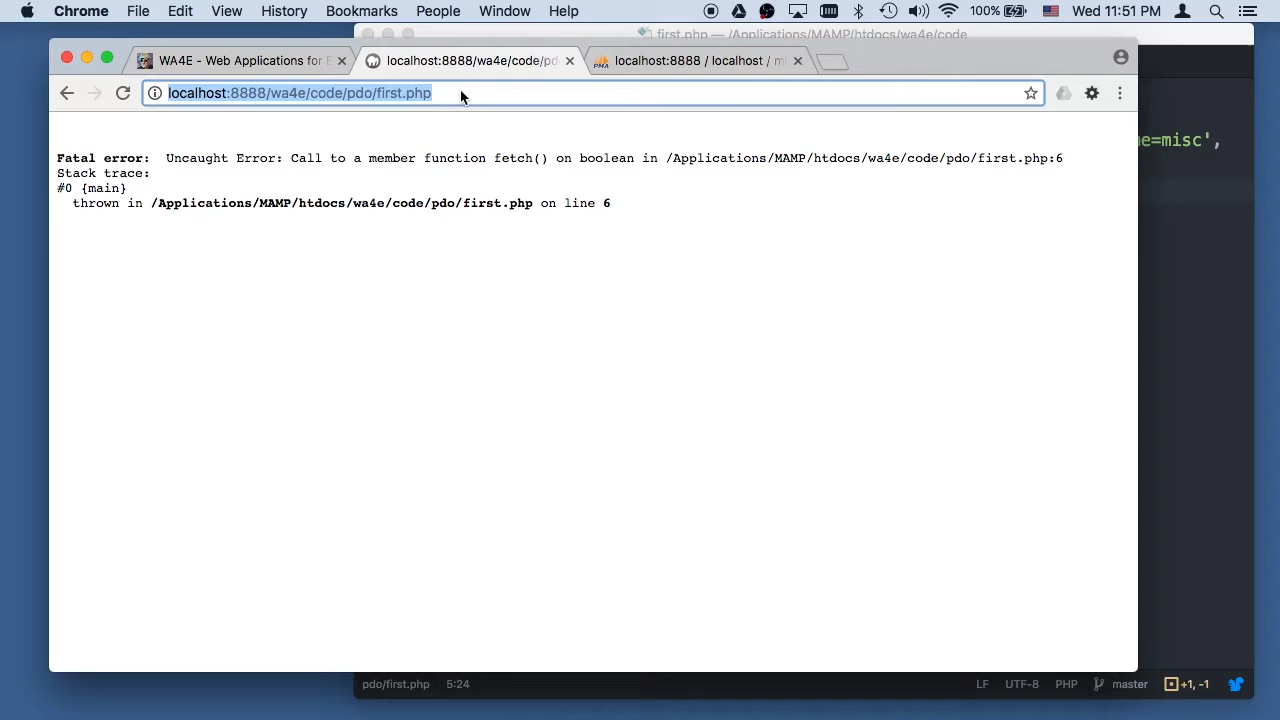 Chrome File Edit View History Bookmarks People Window Help 100% Wed 11:51 PM
first.php — /Applications/MAMP/htdocs/wa4e/code
WA4E - Web Applications for E localhost:8888/wa4e/code/pd localhost:8888 / localhost / mi
localhost:8888/wa4e/code/pdo/first.php
e=misc',
Fatal error: Uncaught Error: Call to a member function fetch() on boolean in /Applications/MAMP/htdocs/wa4e/code/pdo/first.php:6
Stack trace:
#0 {main}
thrown in /Applications/MAMP/htdocs/wa4e/code/pdo/first.php on line 6
pdo/first.php 5:24 LF UTF-8 PHP master +1, -1